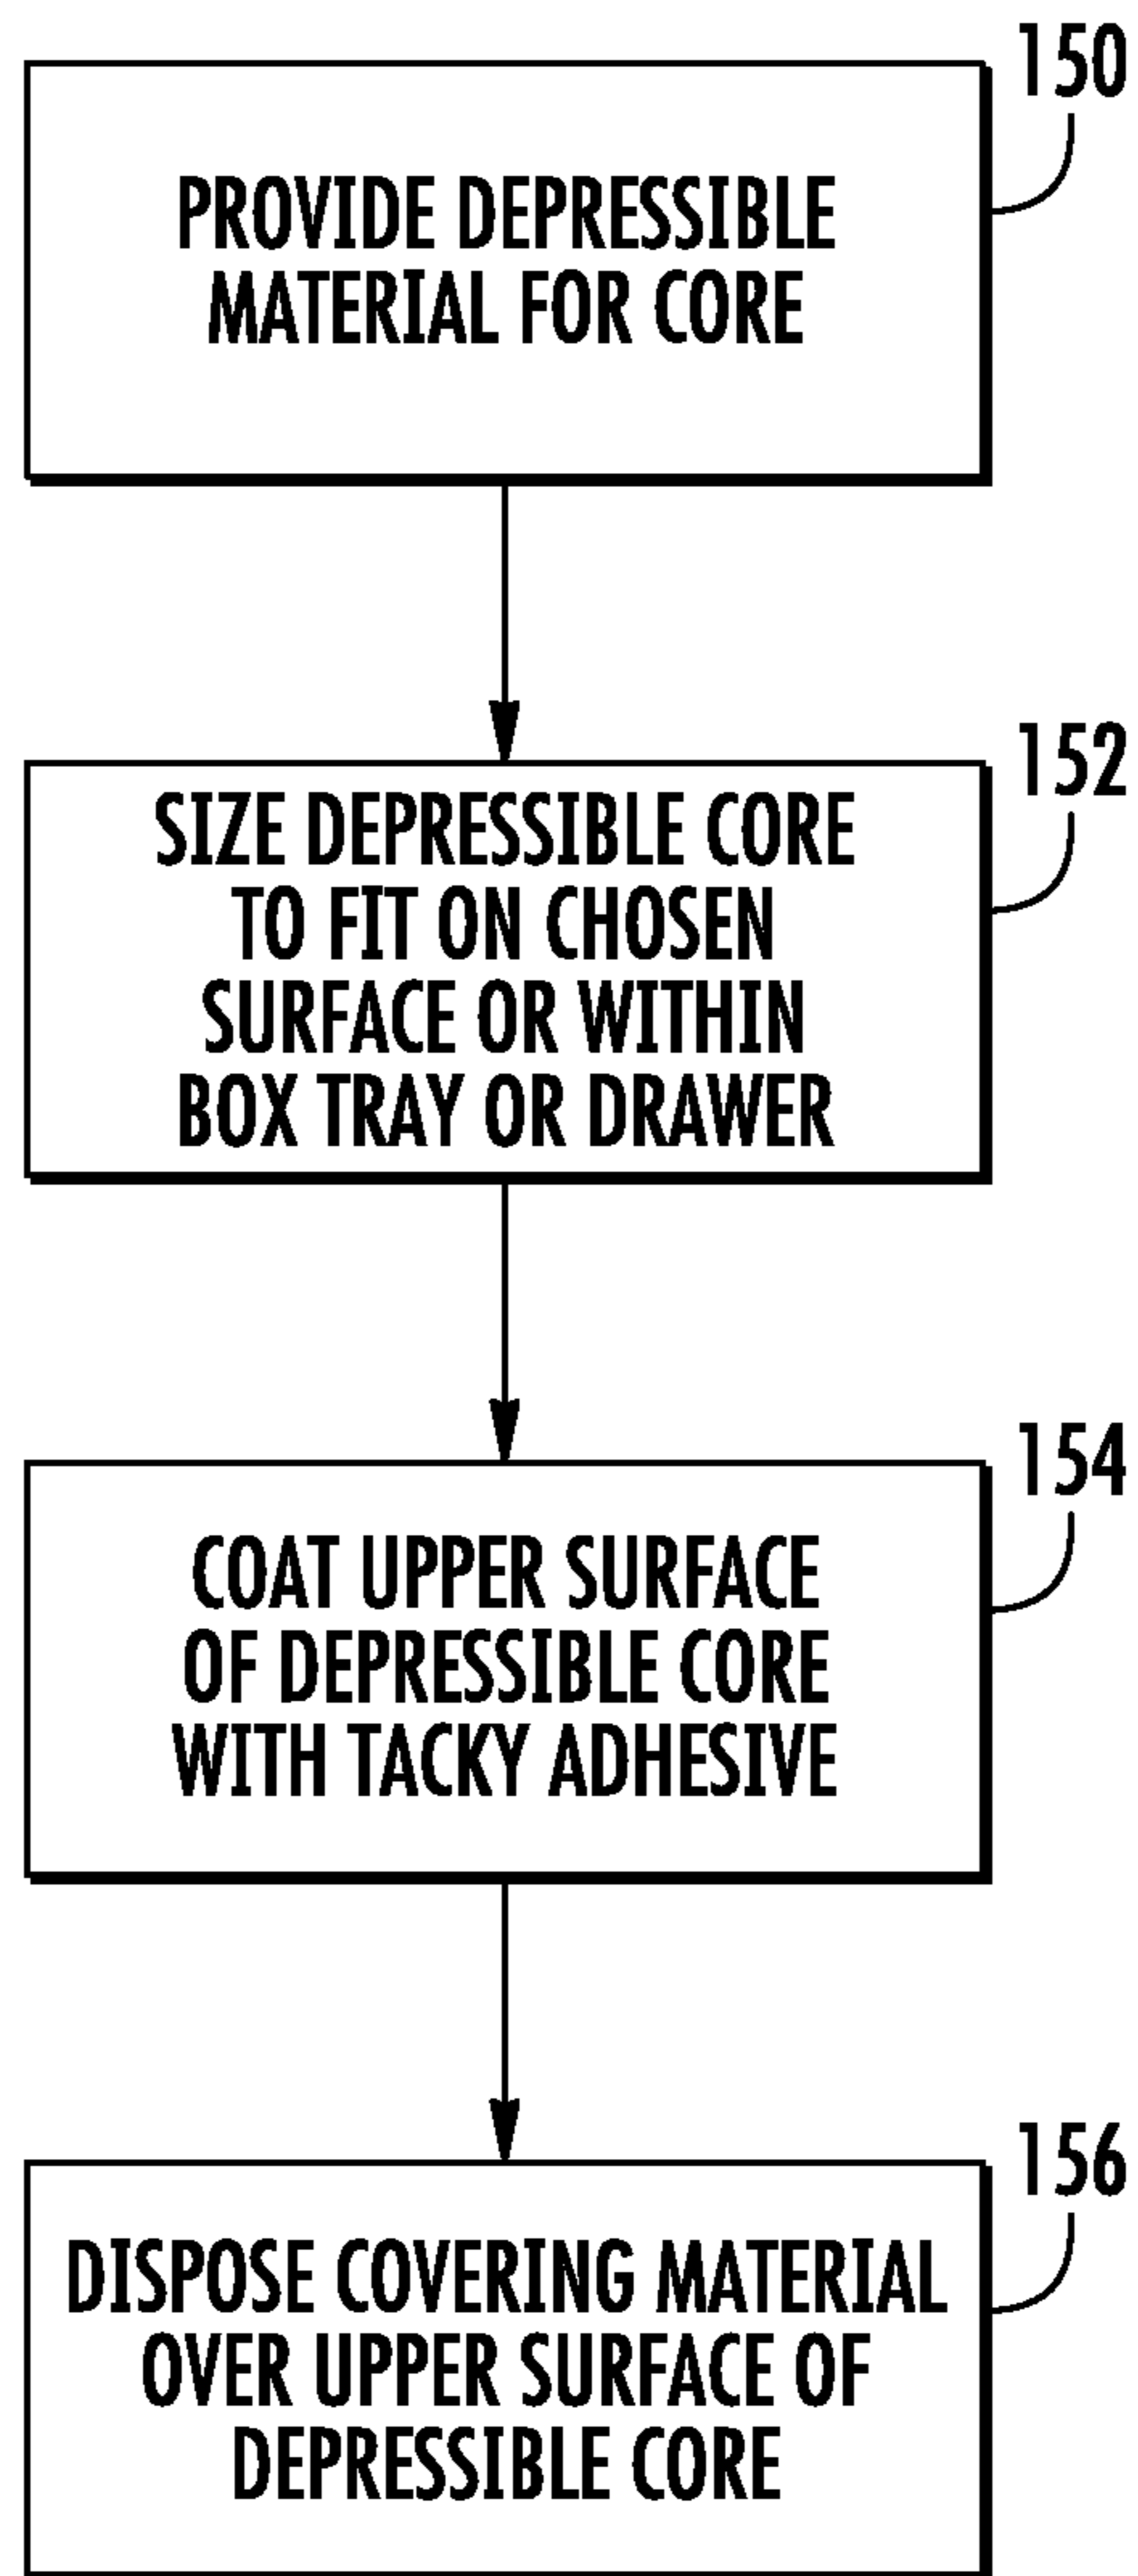 150
PROVIDE DEPRESSIBLE
MATERIAL FOR CORE
152
SIZE DEPRESSIBLE CORE
TO FIT ON CHOSEN
SURFACE OR WITHIN
BOX TRAY OR DRAWER
154
COAT UPPER SURFACE
OF DEPRESSIBLE CORE
WITH TACKY ADHESIVE
156
DISPOSE COVERING MATERIAL
OVER UPPER SURFACE OF
DEPRESSIBLE CORE